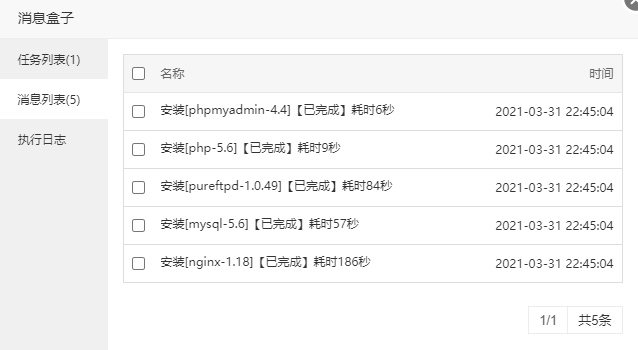 消息盒子
任务列表(1)
消息列表(5)
执行日志
名称 时间
安装[phpmyadmin-4.4]【已完成】耗时6秒 2021-03-31 22:45:04
安装[php-5.6]【已完成】耗时9秒 2021-03-31 22:45:04
安装[pureftpd-1.0.49]【已完成】耗时84秒 2021-03-31 22:45:04
安装[mysql-5.6]【已完成】耗时57秒 2021-03-31 22:45:04
安装[nginx-1.18]【已完成】耗时186秒 2021-03-31 22:45:04
1/1 共5条